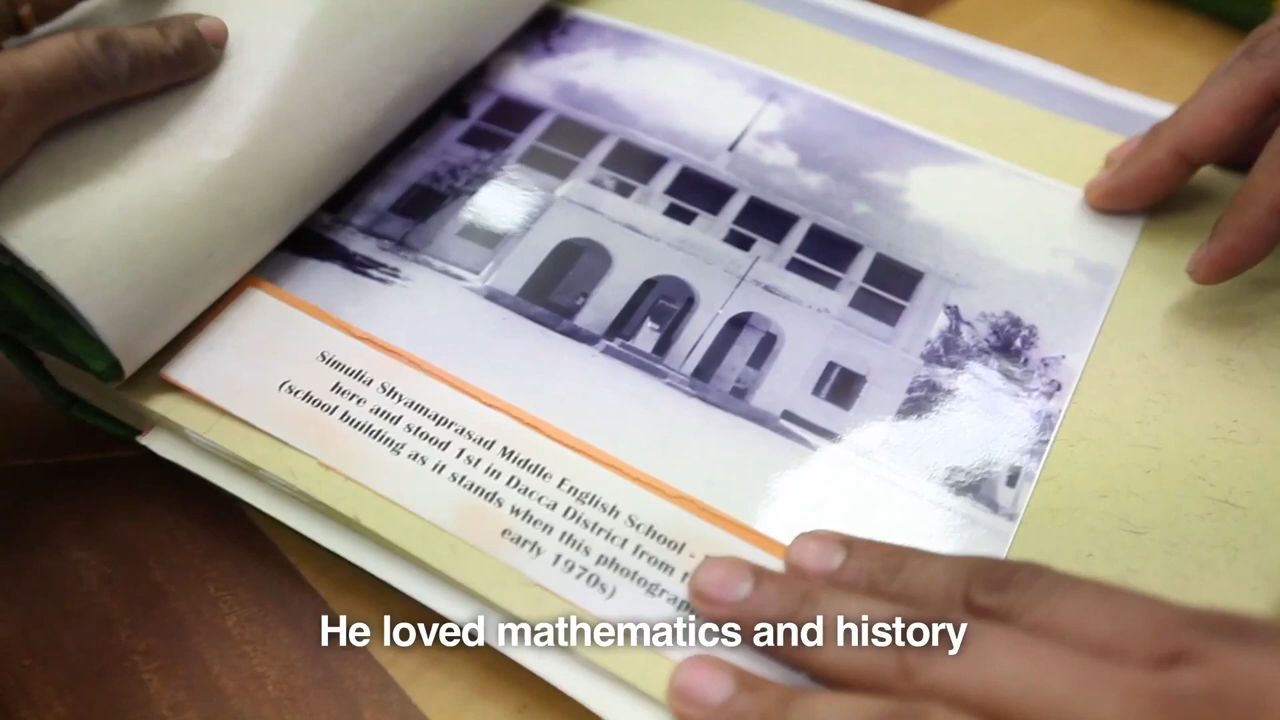 Simulia Shyamaprasad Middle English School -
here and stood 1st in Dacca District from
(school building as it stands when this
early 1970s)
He loved mathematics and history